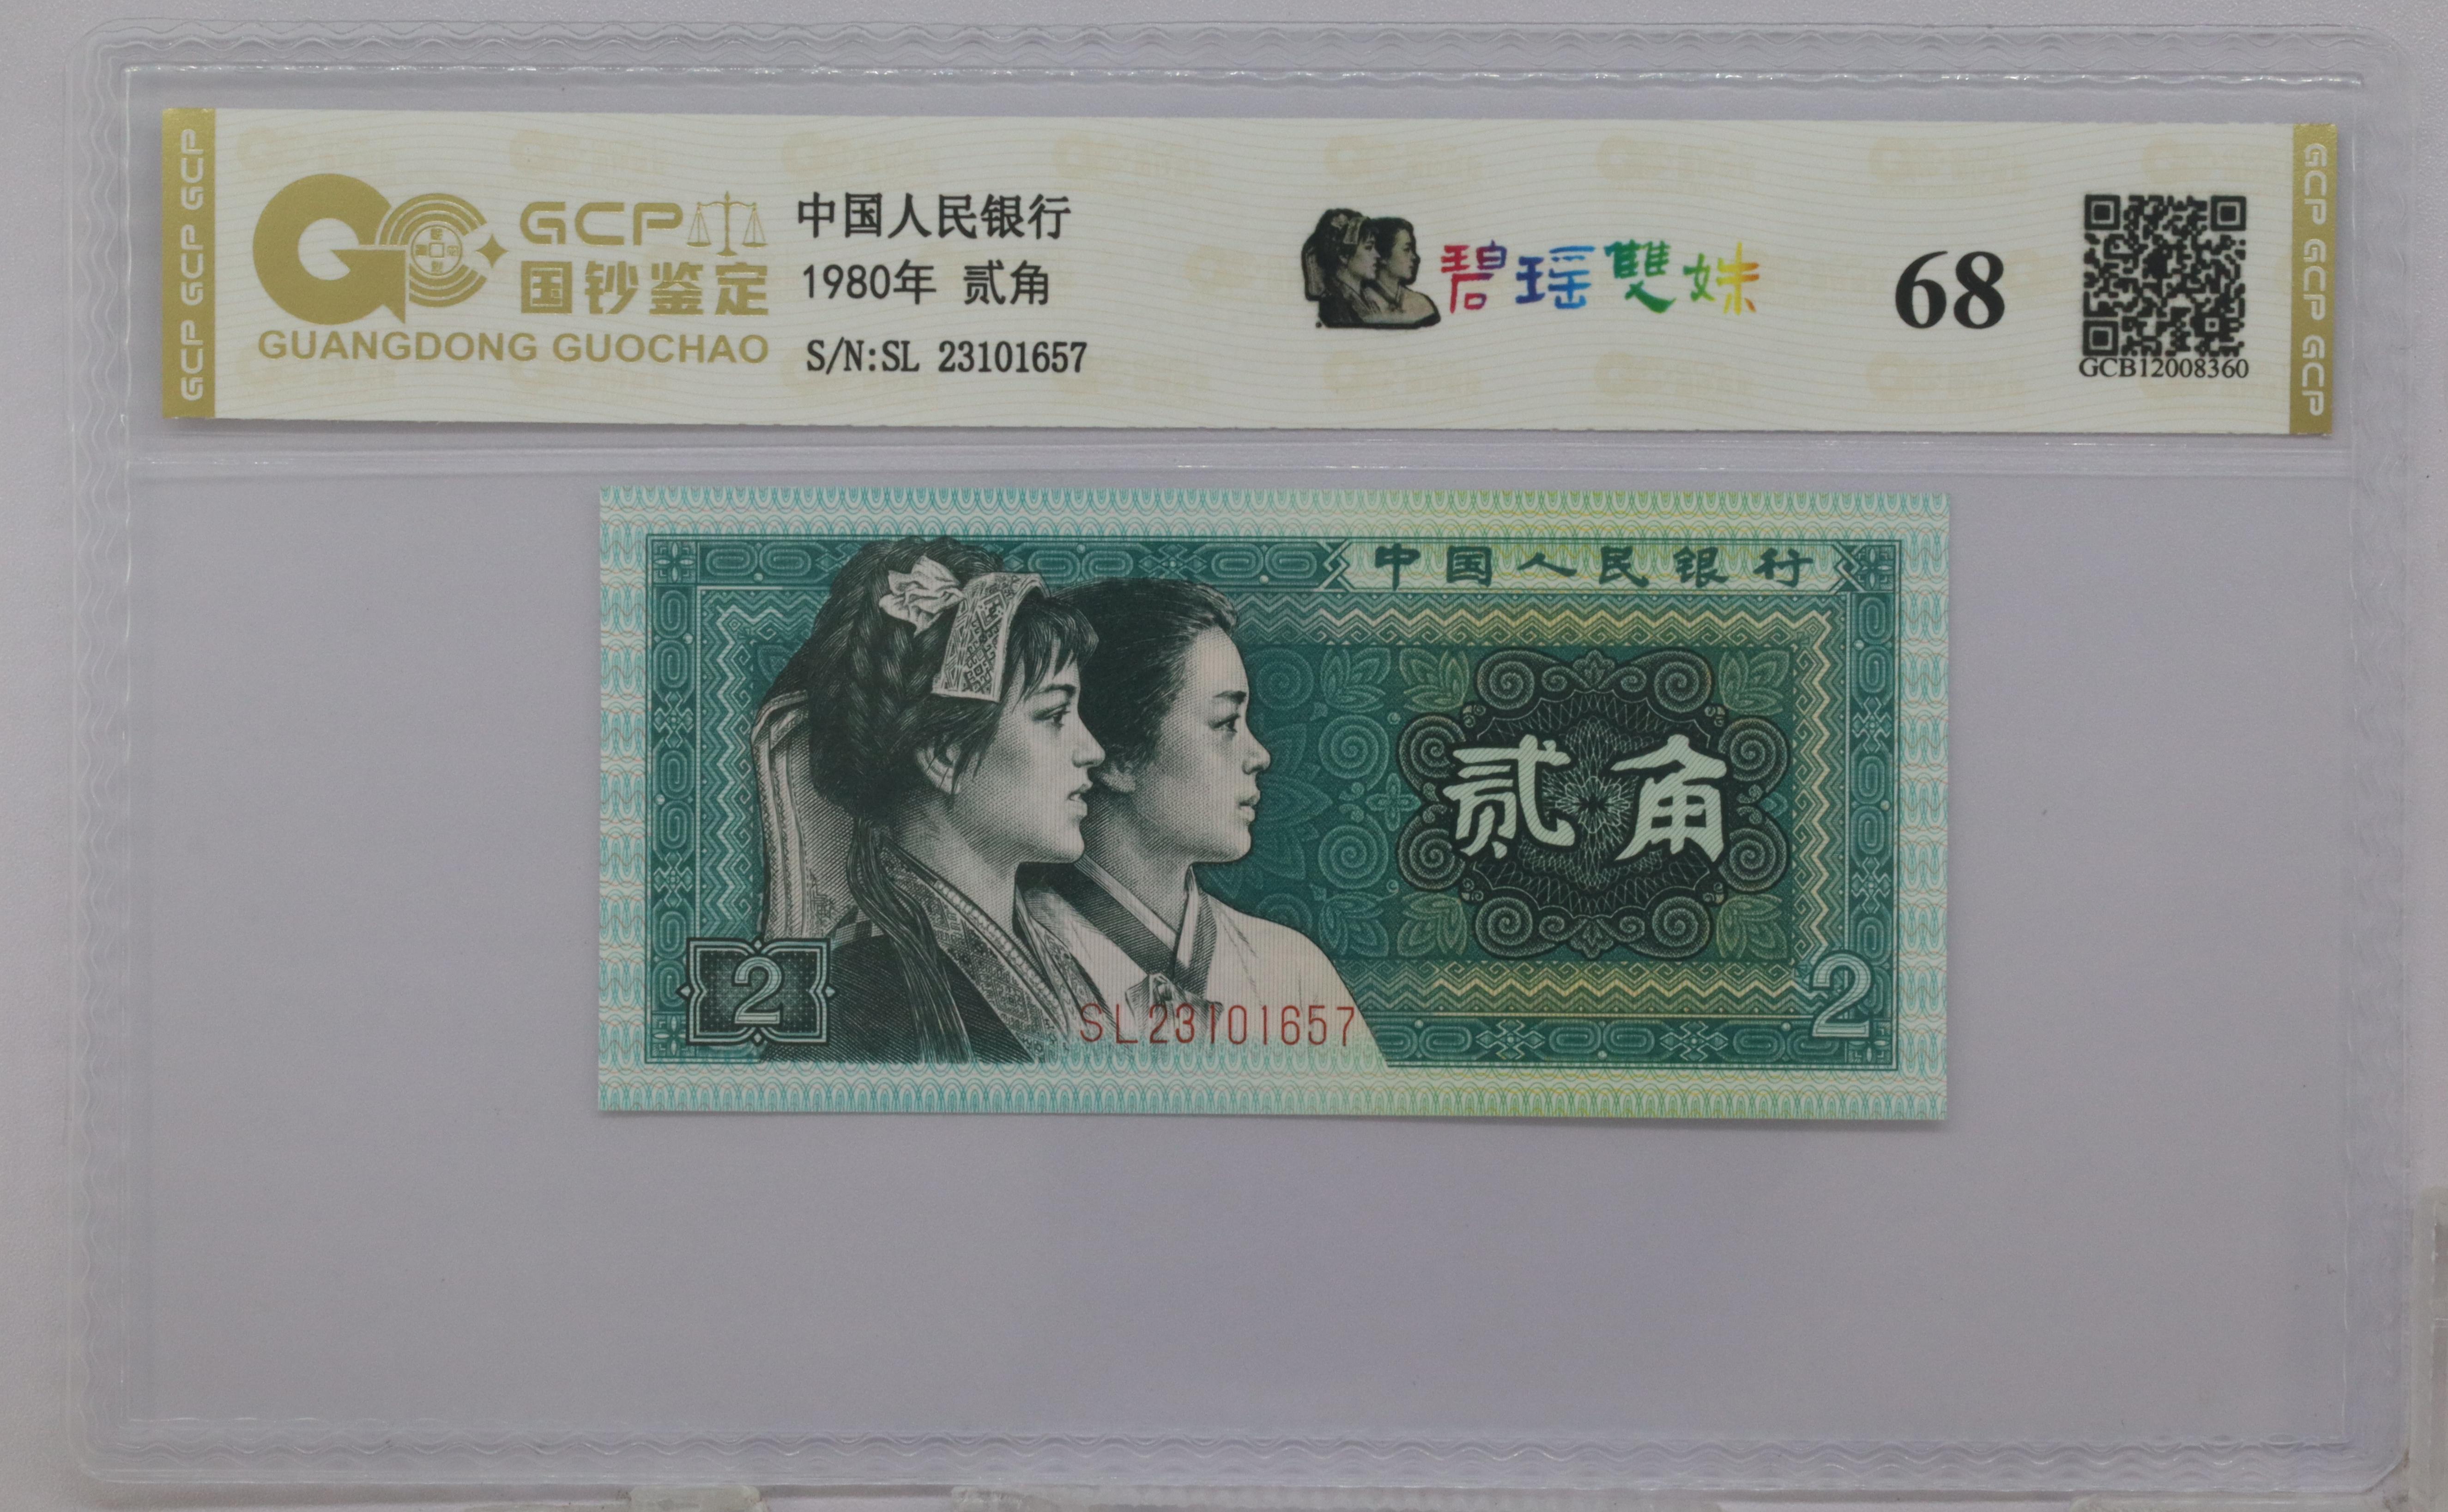 GCP GCP GCP
GCP
国钞鉴定
GUANGDONG GUOCHAO
中国人民银行
1980年 贰角
S/N:SL 23101657
碧瑶雙姝
68
GCB12008360
GCP GCP GCP
中国人民银行
贰角
2
SL23101657
2